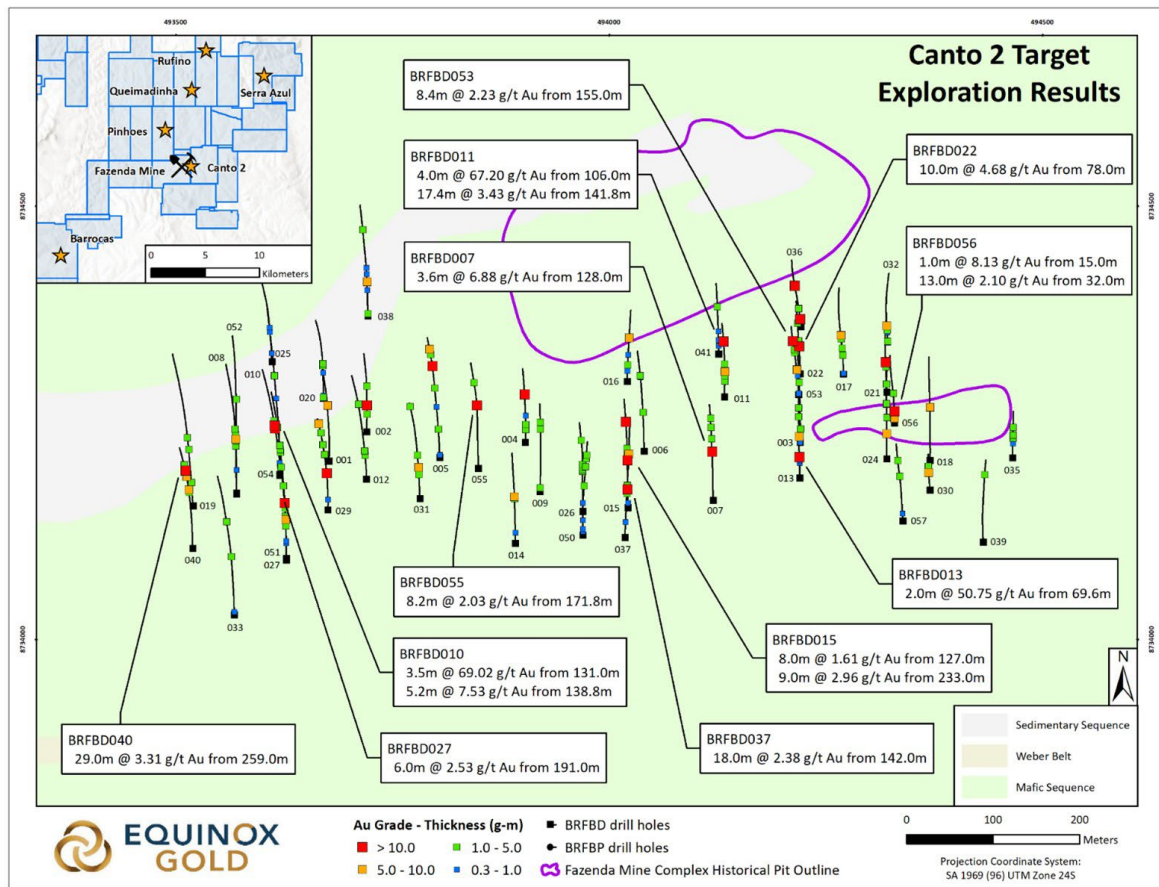 493500
494000
494500
8734500
8734000
8734500
8734000
Canto 2 Target
Exploration Results
Rufino
Queimadinha
Serra Azul
Pinhoes
Fazenda Mine
Canto 2
Barrocas
0 5 10
Kilometers
BRFBD053
8.4m @ 2.23 g/t Au from 155.0m
BRFBD011
4.0m @ 67.20 g/t Au from 106.0m
17.4m @ 3.43 g/t Au from 141.8m
BRFBD022
10.0m @ 4.68 g/t Au from 78.0m
BRFBD007
3.6m @ 6.88 g/t Au from 128.0m
BRFBD056
1.0m @ 8.13 g/t Au from 15.0m
13.0m @ 2.10 g/t Au from 32.0m
036
032
038
052
008
025
010
041
016
022
017
020
053
021
011
002
056
004
003
006
001
005
054
055
024
018
035
012
013
030
031
009
007
019
029
026
015
057
050
037
014
039
040
051
027
033
BRFBD055
8.2m @ 2.03 g/t Au from 171.8m
BRFBD013
2.0m @ 50.75 g/t Au from 69.6m
BRFBD010
3.5m @ 69.02 g/t Au from 131.0m
5.2m @ 7.53 g/t Au from 138.8m
BRFBD015
8.0m @ 1.61 g/t Au from 127.0m
9.0m @ 2.96 g/t Au from 233.0m
BRFBD040
29.0m @ 3.31 g/t Au from 259.0m
BRFBD027
6.0m @ 2.53 g/t Au from 191.0m
BRFBD037
18.0m @ 2.38 g/t Au from 142.0m
N
Sedimentary Sequence
Weber Belt
Mafic Sequence
EQUINOX
GOLD
Au Grade - Thickness (g-m)
> 10.0
5.0 - 10.0
1.0 - 5.0
0.3 - 1.0
BRFBD drill holes
BRFBP drill holes
Fazenda Mine Complex Historical Pit Outline
0 100 200
Meters
Projection Coordinate System:
SA 1969 (96) UTM Zone 24S